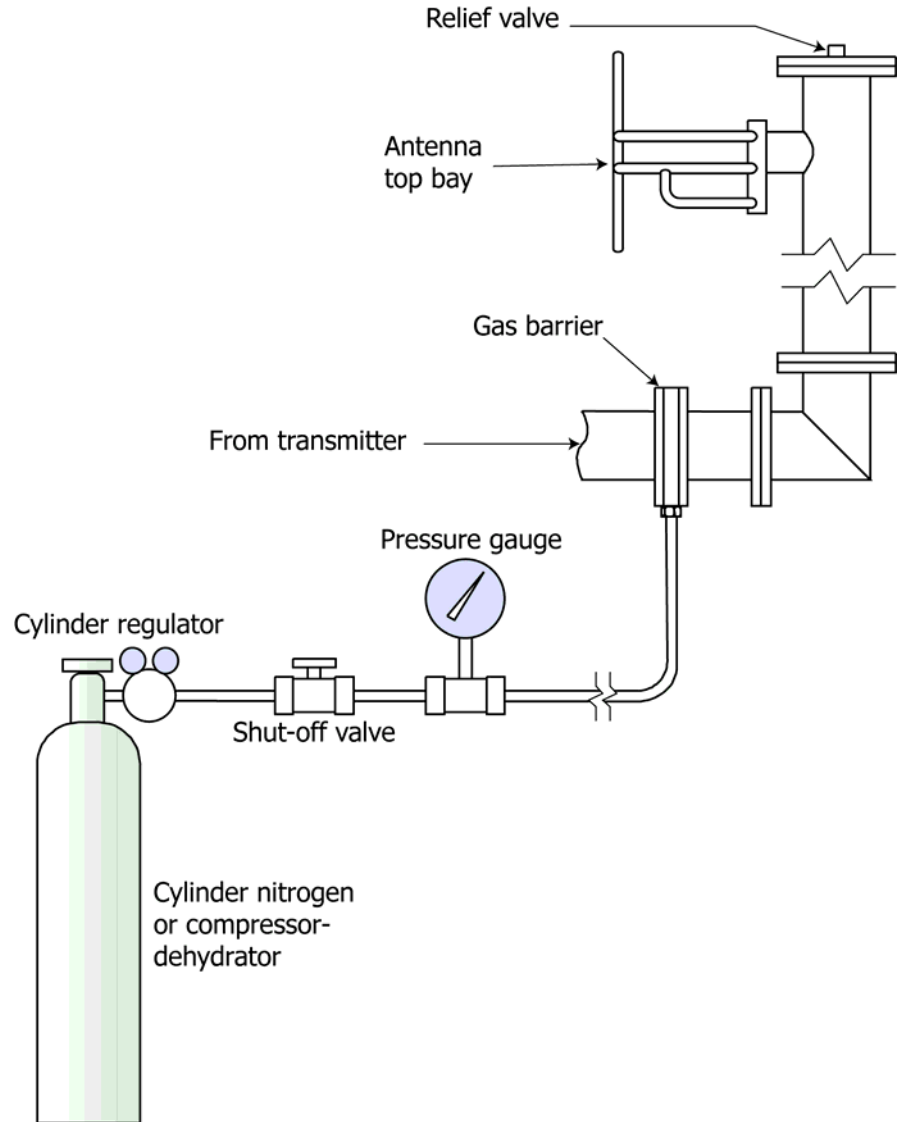 Relief valve
Antenna
top bay
Gas barrier
From transmitter
Pressure gauge
Cylinder regulator
Shut-off valve
Cylinder nitrogen
or compressor-
dehydrator